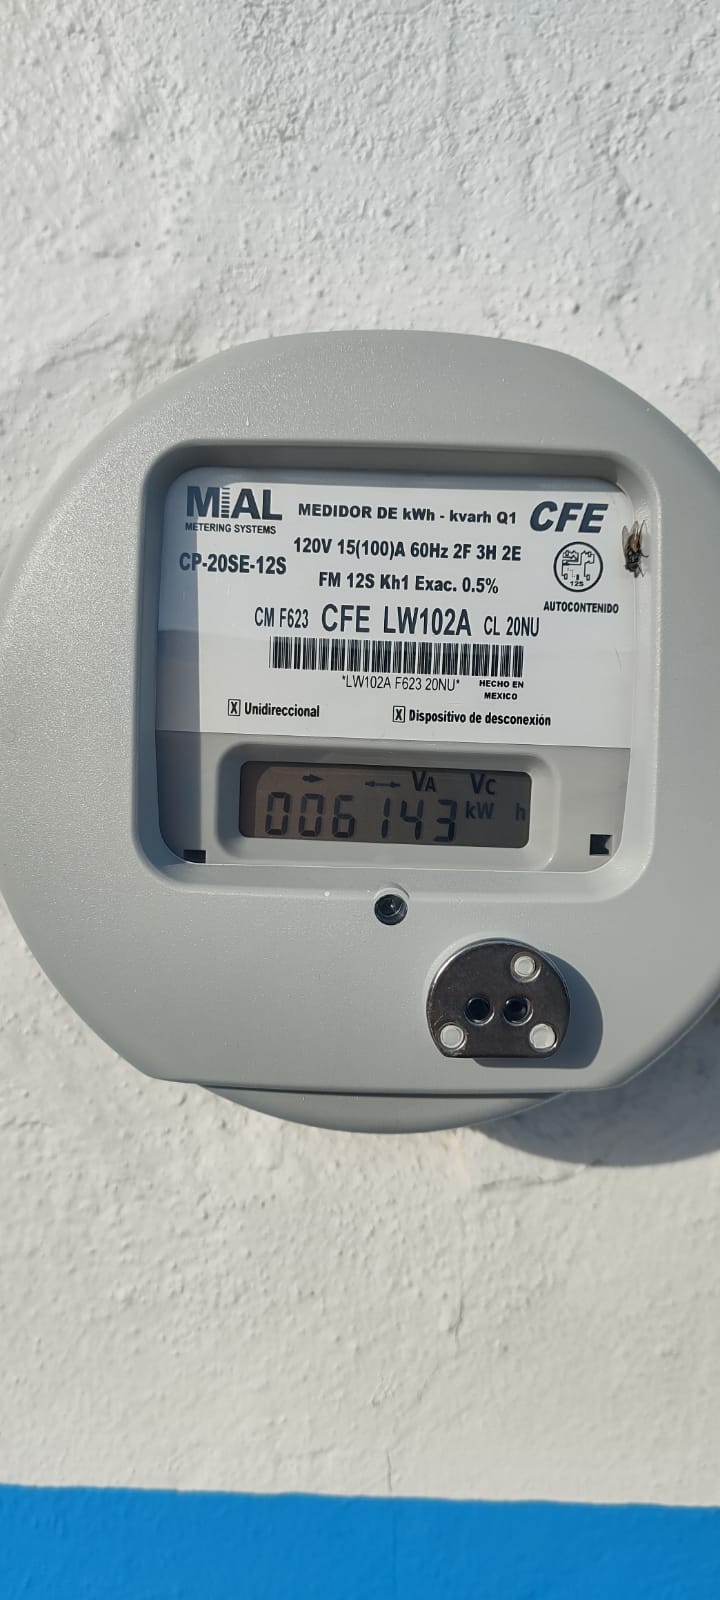 MIAL
METERING SYSTEMS
MEDIDOR DE kWh - kvarh Q1
CFE
CP-20SE-12S
120V 15(100)A 60Hz 2F 3H 2E
FM 12S Kh1 Exac. 0.5%
12S
AUTOCONTENIDO
CM F623 CFE LW102A CL 20NU
*LW102A F623 20NU*
HECHO EN
MEXICO
X Unidireccional
X Dispositivo de desconexión
VA VC
006143 kW h